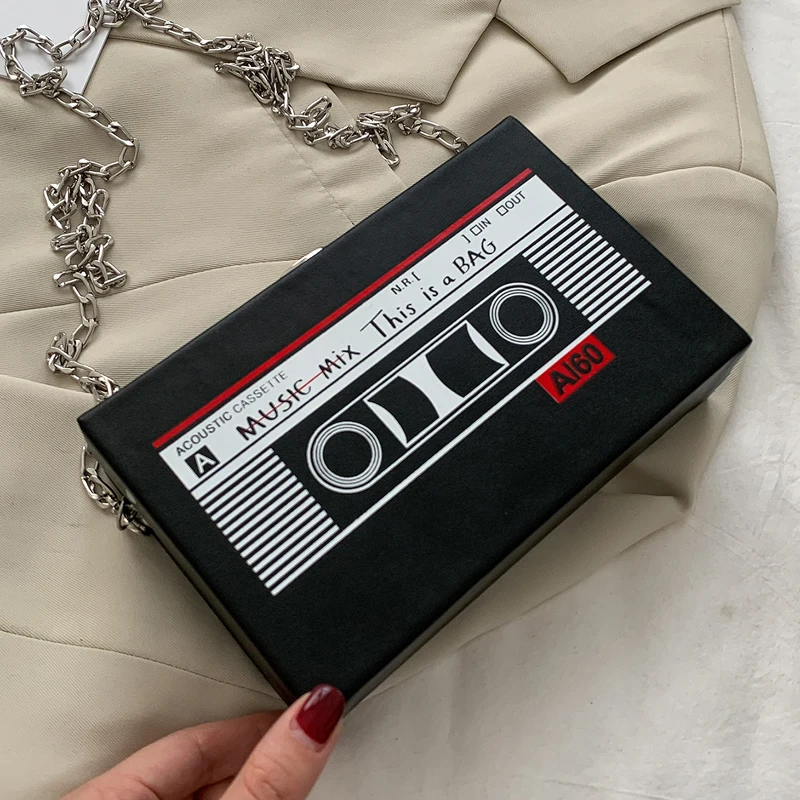 ACOUSTIC CASSETTE N.R.[ ] □IN □OUT
A MUSIC MIX This is a BAG
AI60